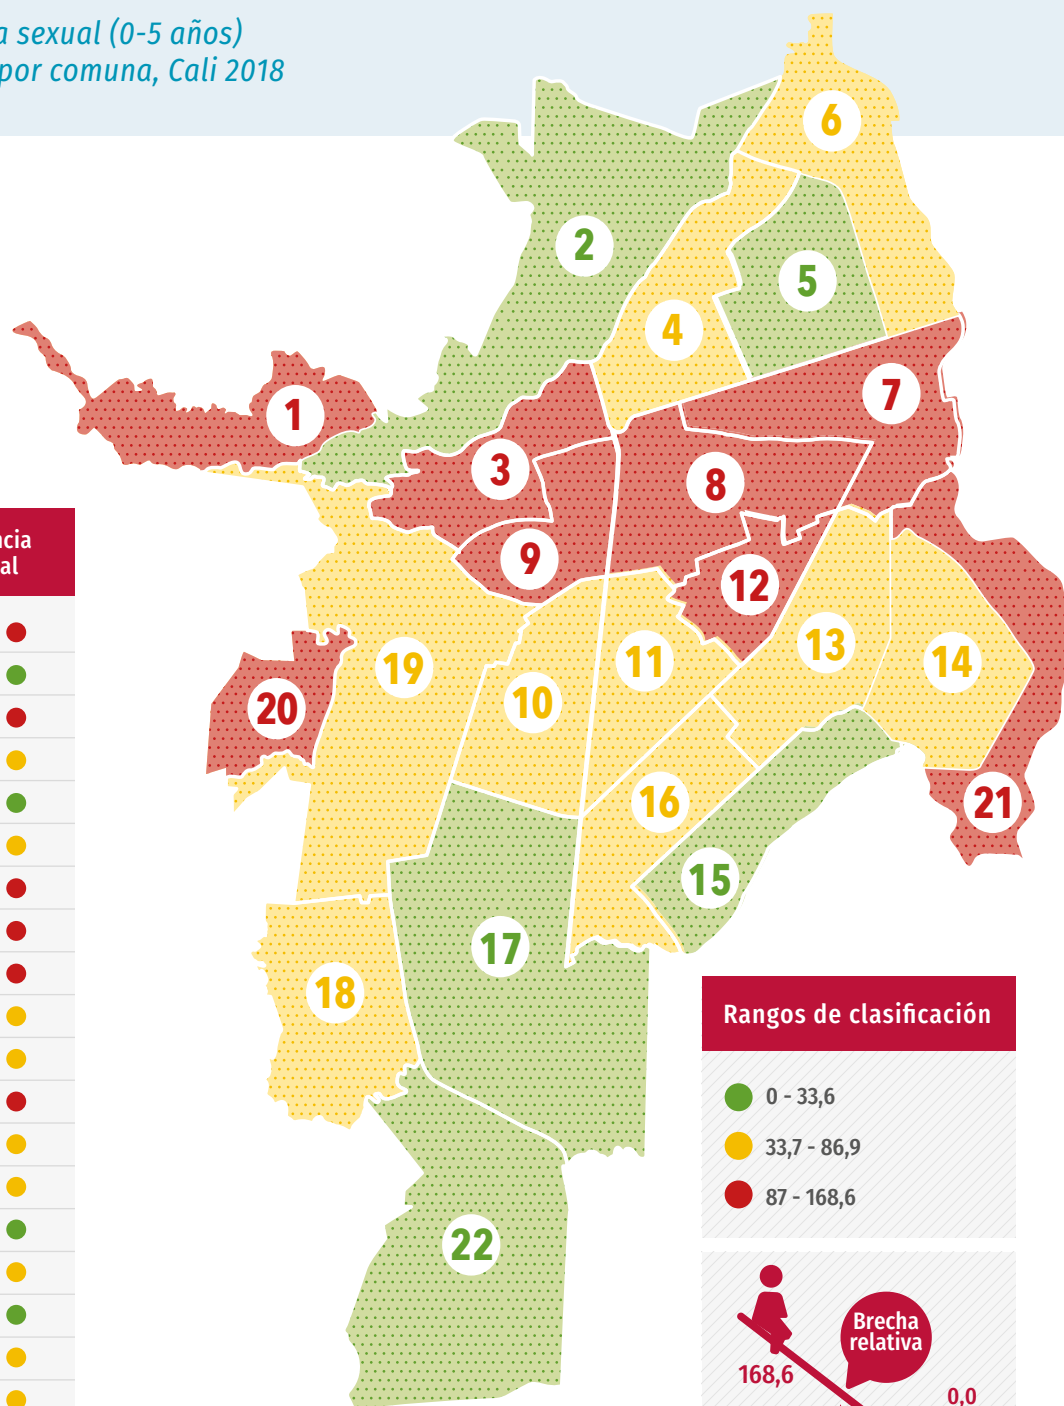 a sexual (0-5 años)
por comuna, Cali 2018
6
2
5
4
7
1
3
8
9
12
13
11
14
19
10
20
16
21
15
17
18
22
ncia
al
Rangos de clasificación
0 - 33,6
33,7 - 86,9
87 - 168,6
Brecha
relativa
168,6
0,0